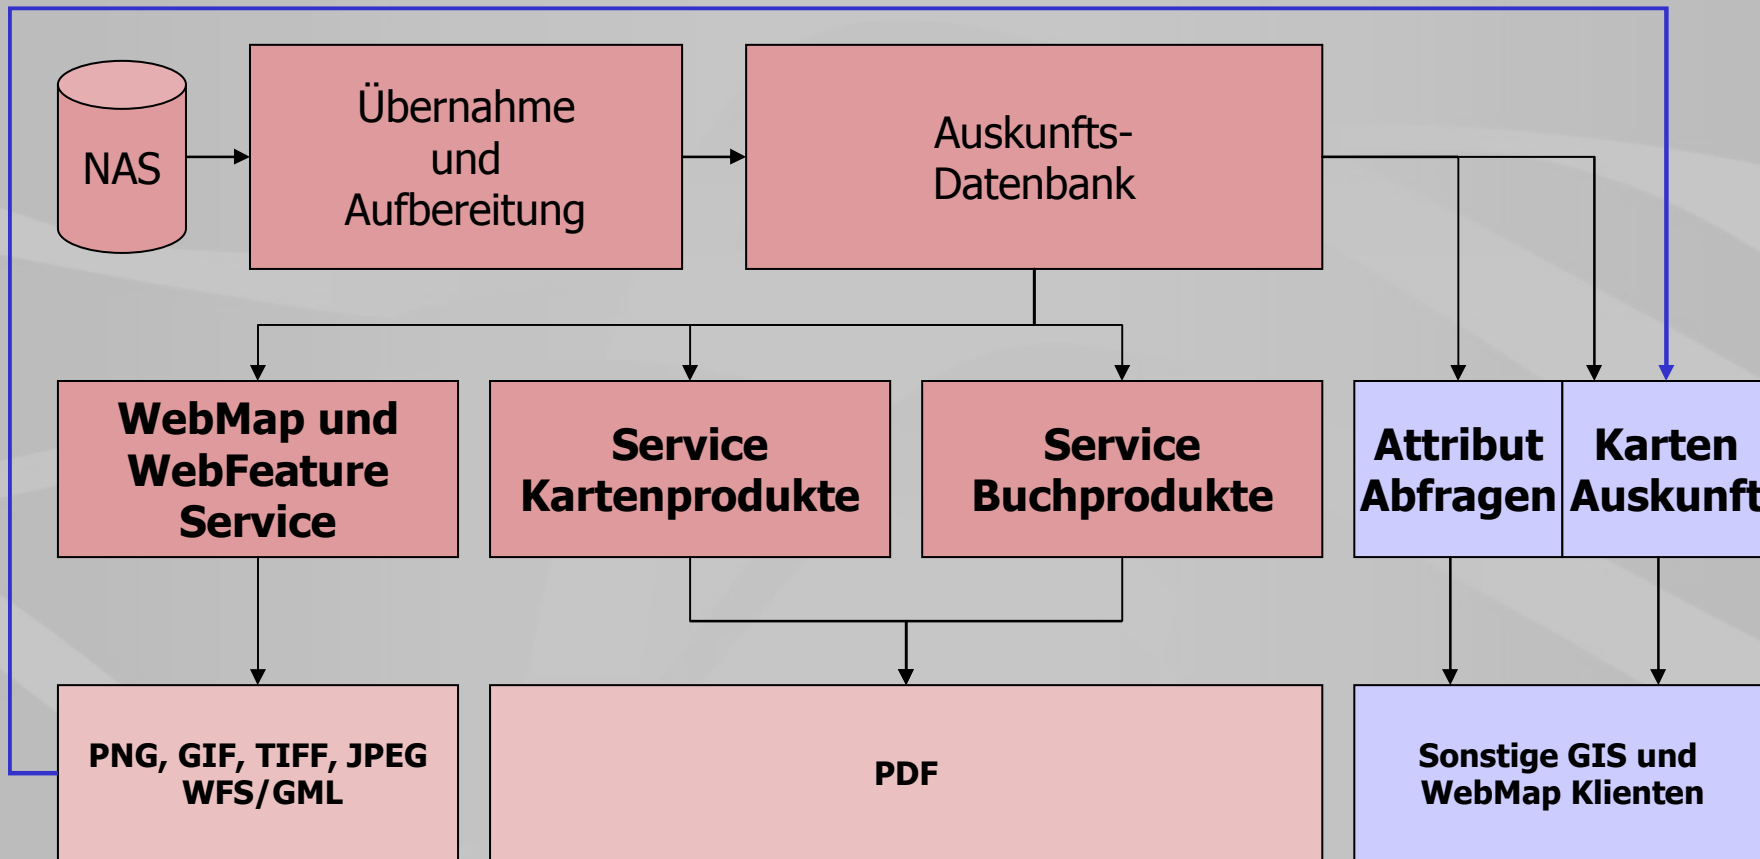 NAS
Übernahme
und
Aufbereitung
Auskunfts-
Datenbank
WebMap und
WebFeature
Service
Service
Kartenprodukte
Service
Buchprodukte
Attribut
Abfragen
Karten
Auskunft
PNG, GIF, TIFF, JPEG
WFS/GML
PDF
Sonstige GIS und
WebMap Klienten